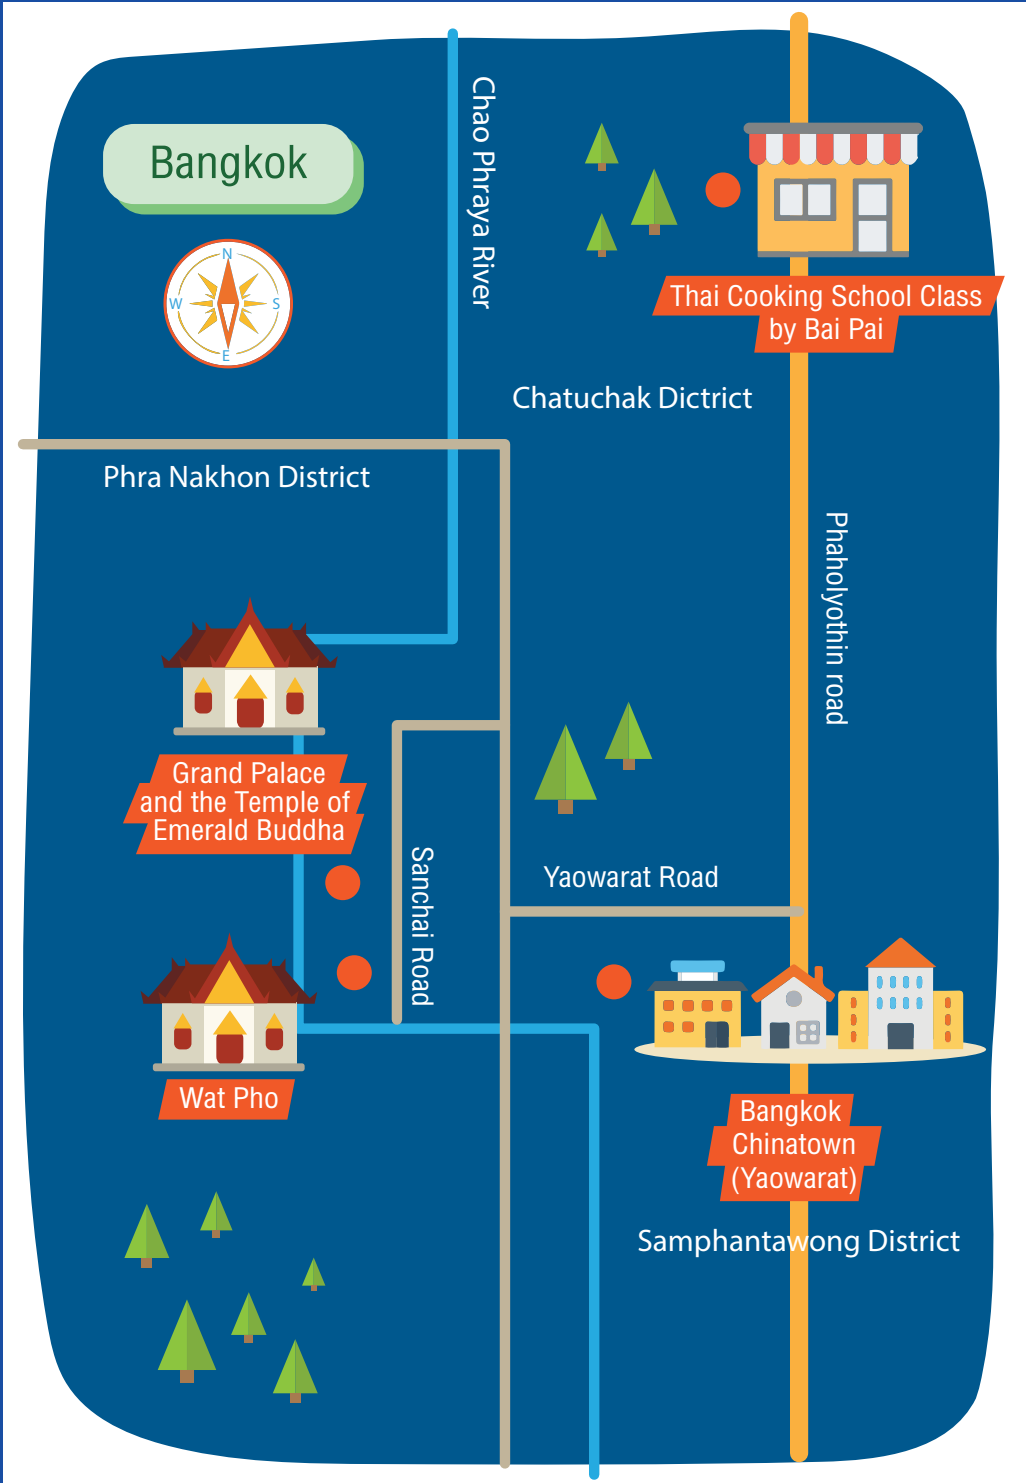 Bangkok
N
W
S
E
Chao Phraya River
Thai Cooking School Class
by Bai Pai
Chatuchak Dictrict
Phra Nakhon District
Phaholyothin road
Grand Palace
and the Temple of
Emerald Buddha
Sanchai Road
Yaowarat Road
Wat Pho
Bangkok
Chinatown
(Yaowarat)
Samphantawong District